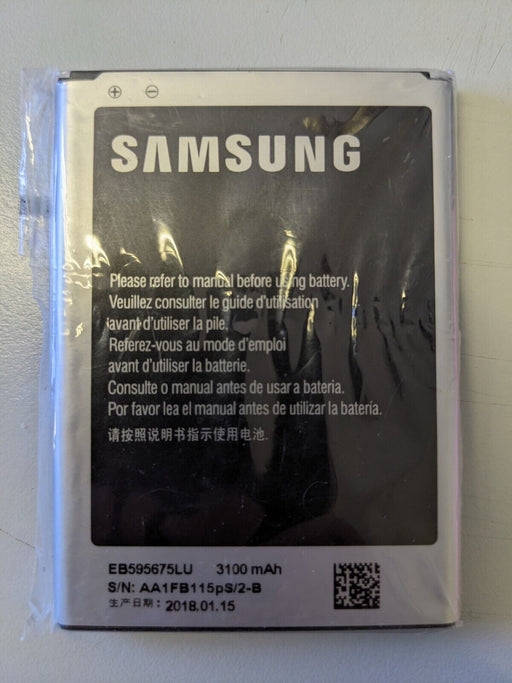 SAMSUNG
Please refer to manual before using battery.
Veuillez consulter le guide d'utilisation
avant d'utiliser la pile.
Referez-vous au mode d'emploi
avant d'utiliser la batterie.
Consulte o manual antes de usar a bateria.
Por favor lea el manual antes de utilizar la batería.
请按照说明书指示使用电池.
EB595675LU 3100 mAh
S/N: AA1FB115pS/2-B
生产日期: 2018.01.15